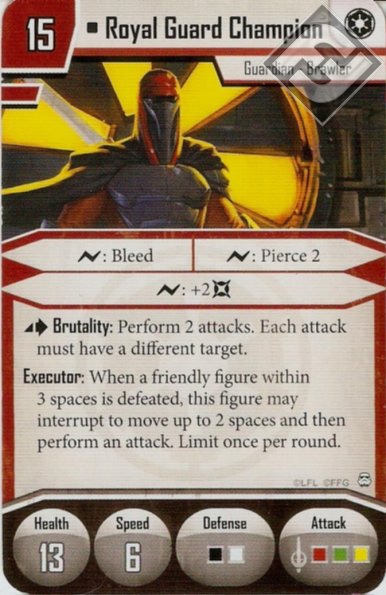 15
Royal Guard Champion
Guardian - Brawler
: Bleed
: Pierce 2
: +2
Brutality: Perform 2 attacks. Each attack
must have a different target.
Executor: When a friendly figure within
3 spaces is defeated, this figure may
interrupt to move up to 2 spaces and then
perform an attack. Limit once per round.
©LFL ©FFG
Health
13
Speed
6
Defense
Attack